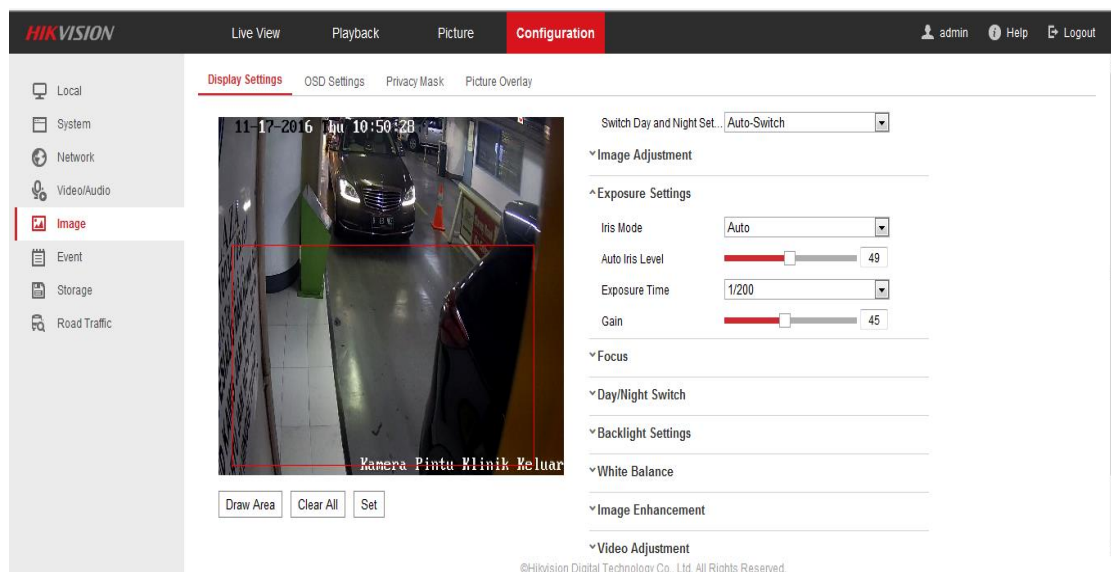 HIKVISION
Live View
Playback
Picture
Configuration
admin
Help
Logout
Local
System
Network
Video/Audio
Image
Event
Storage
Road Traffic
Display Settings
OSD Settings
Privacy Mask
Picture Overlay
11-17-2016 Thu 10:50:28
Kamera Pintu Klinik Keluar
Draw Area
Clear All
Set
Switch Day and Night Set... Auto-Switch
Image Adjustment
Exposure Settings
Iris Mode Auto
Auto Iris Level 49
Exposure Time 1/200
Gain 45
Focus
Day/Night Switch
Backlight Settings
White Balance
Image Enhancement
Video Adjustment
©Hikvision Digital Technology Co., Ltd. All Rights Reserved.